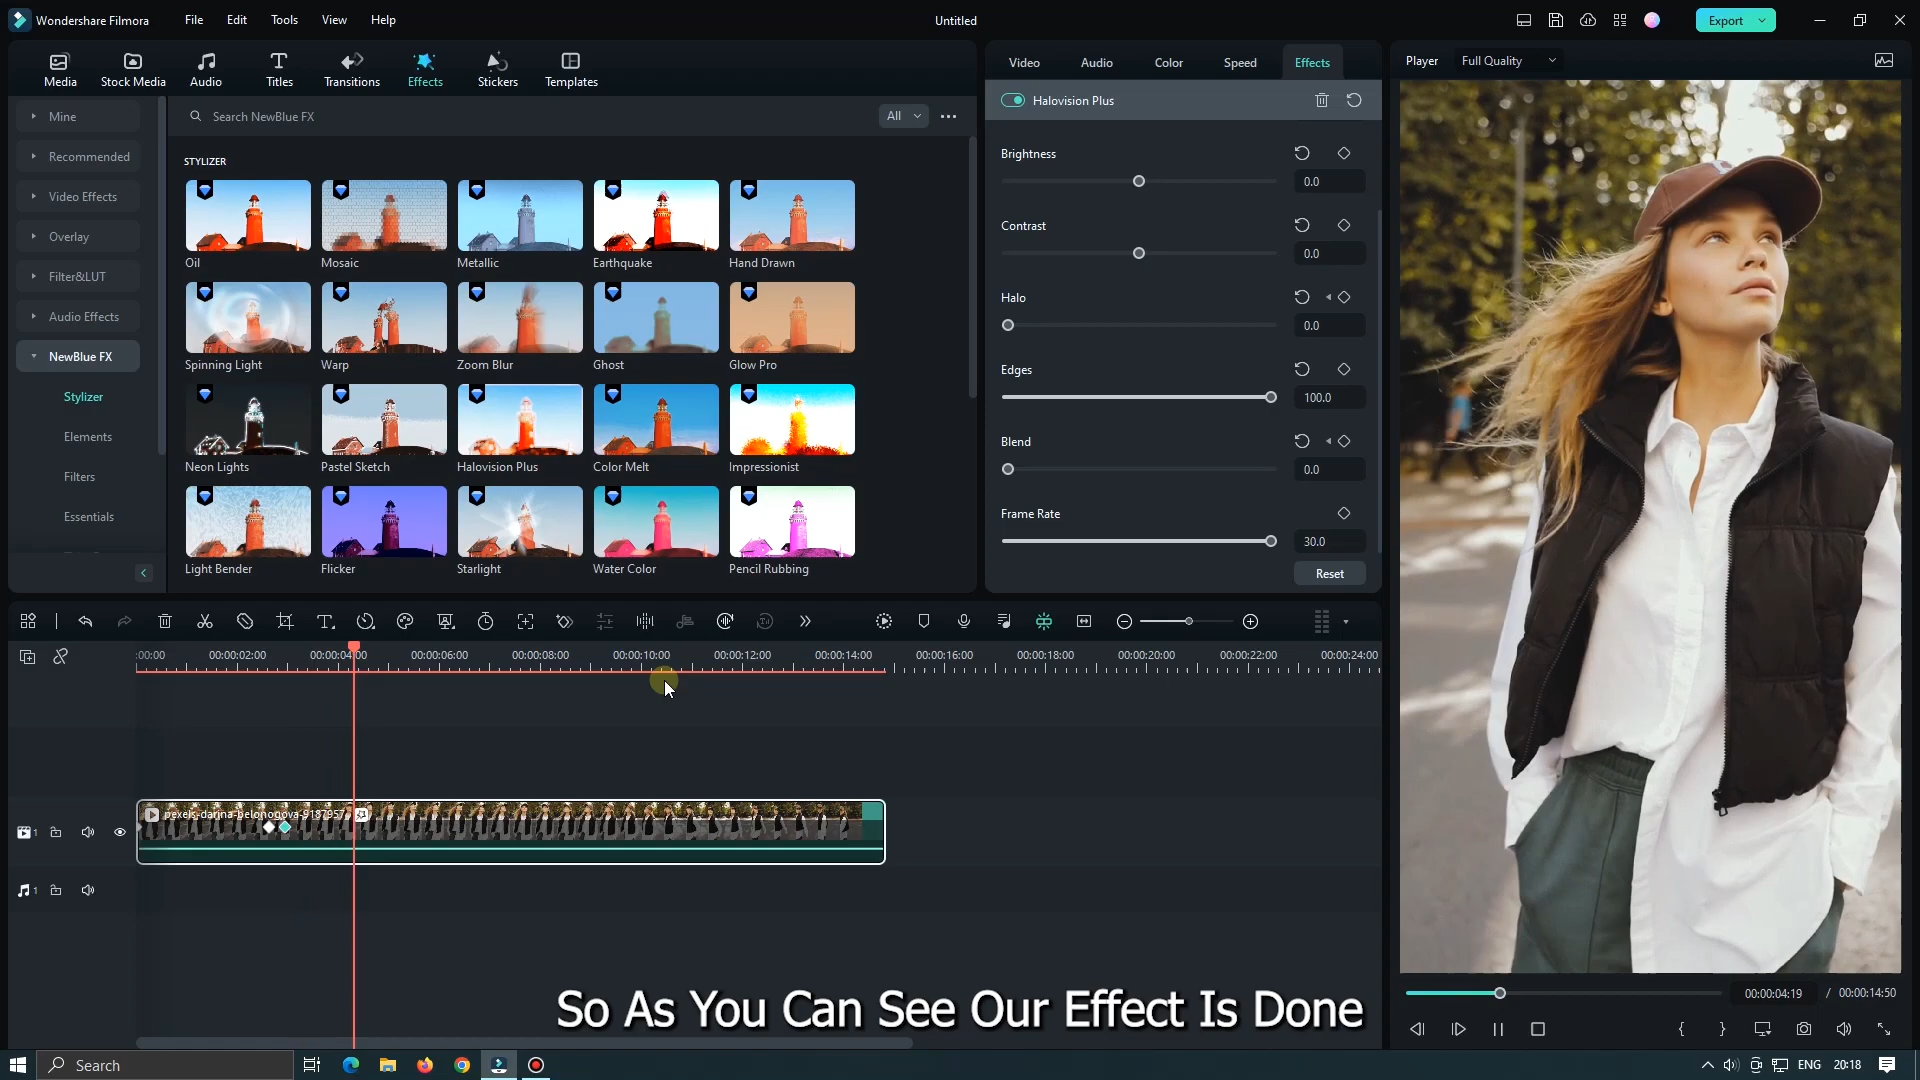 Wondershare Filmora File Edit Tools View Help Untitled Export
Media Stock Media Audio Titles Transitions Effects Stickers Templates
Video Audio Color Speed Effects
Player Full Quality
Mine
Recommended
Video Effects
Overlay
Filter&LUT
Audio Effects
NewBlue FX
Stylizer
Elements
Filters
Essentials
Search NewBlue FX All
STYLIZER
Oil Mosaic Metallic Earthquake Hand Drawn
Spinning Light Warp Zoom Blur Ghost Glow Pro
Neon Lights Pastel Sketch Halovision Plus Color Melt Impressionist
Light Bender Flicker Starlight Water Color Pencil Rubbing
Halovision Plus
Brightness
0.0
Contrast
0.0
Halo
0.0
Edges
100.0
Blend
0.0
Frame Rate
30.0
Reset
:00:00 00:00:02:00 00:00:04:00 00:00:06:00 00:00:08:00 00:00:10:00 00:00:12:00 00:00:14:00 00:00:16:00 00:00:18:00 00:00:20:00 00:00:22:00 00:00:24:00
pexels-darina-belonogova-9187957
1
1
00:00:04:19 / 00:00:14:50
So As You Can See Our Effect Is Done
Search ENG 20:18